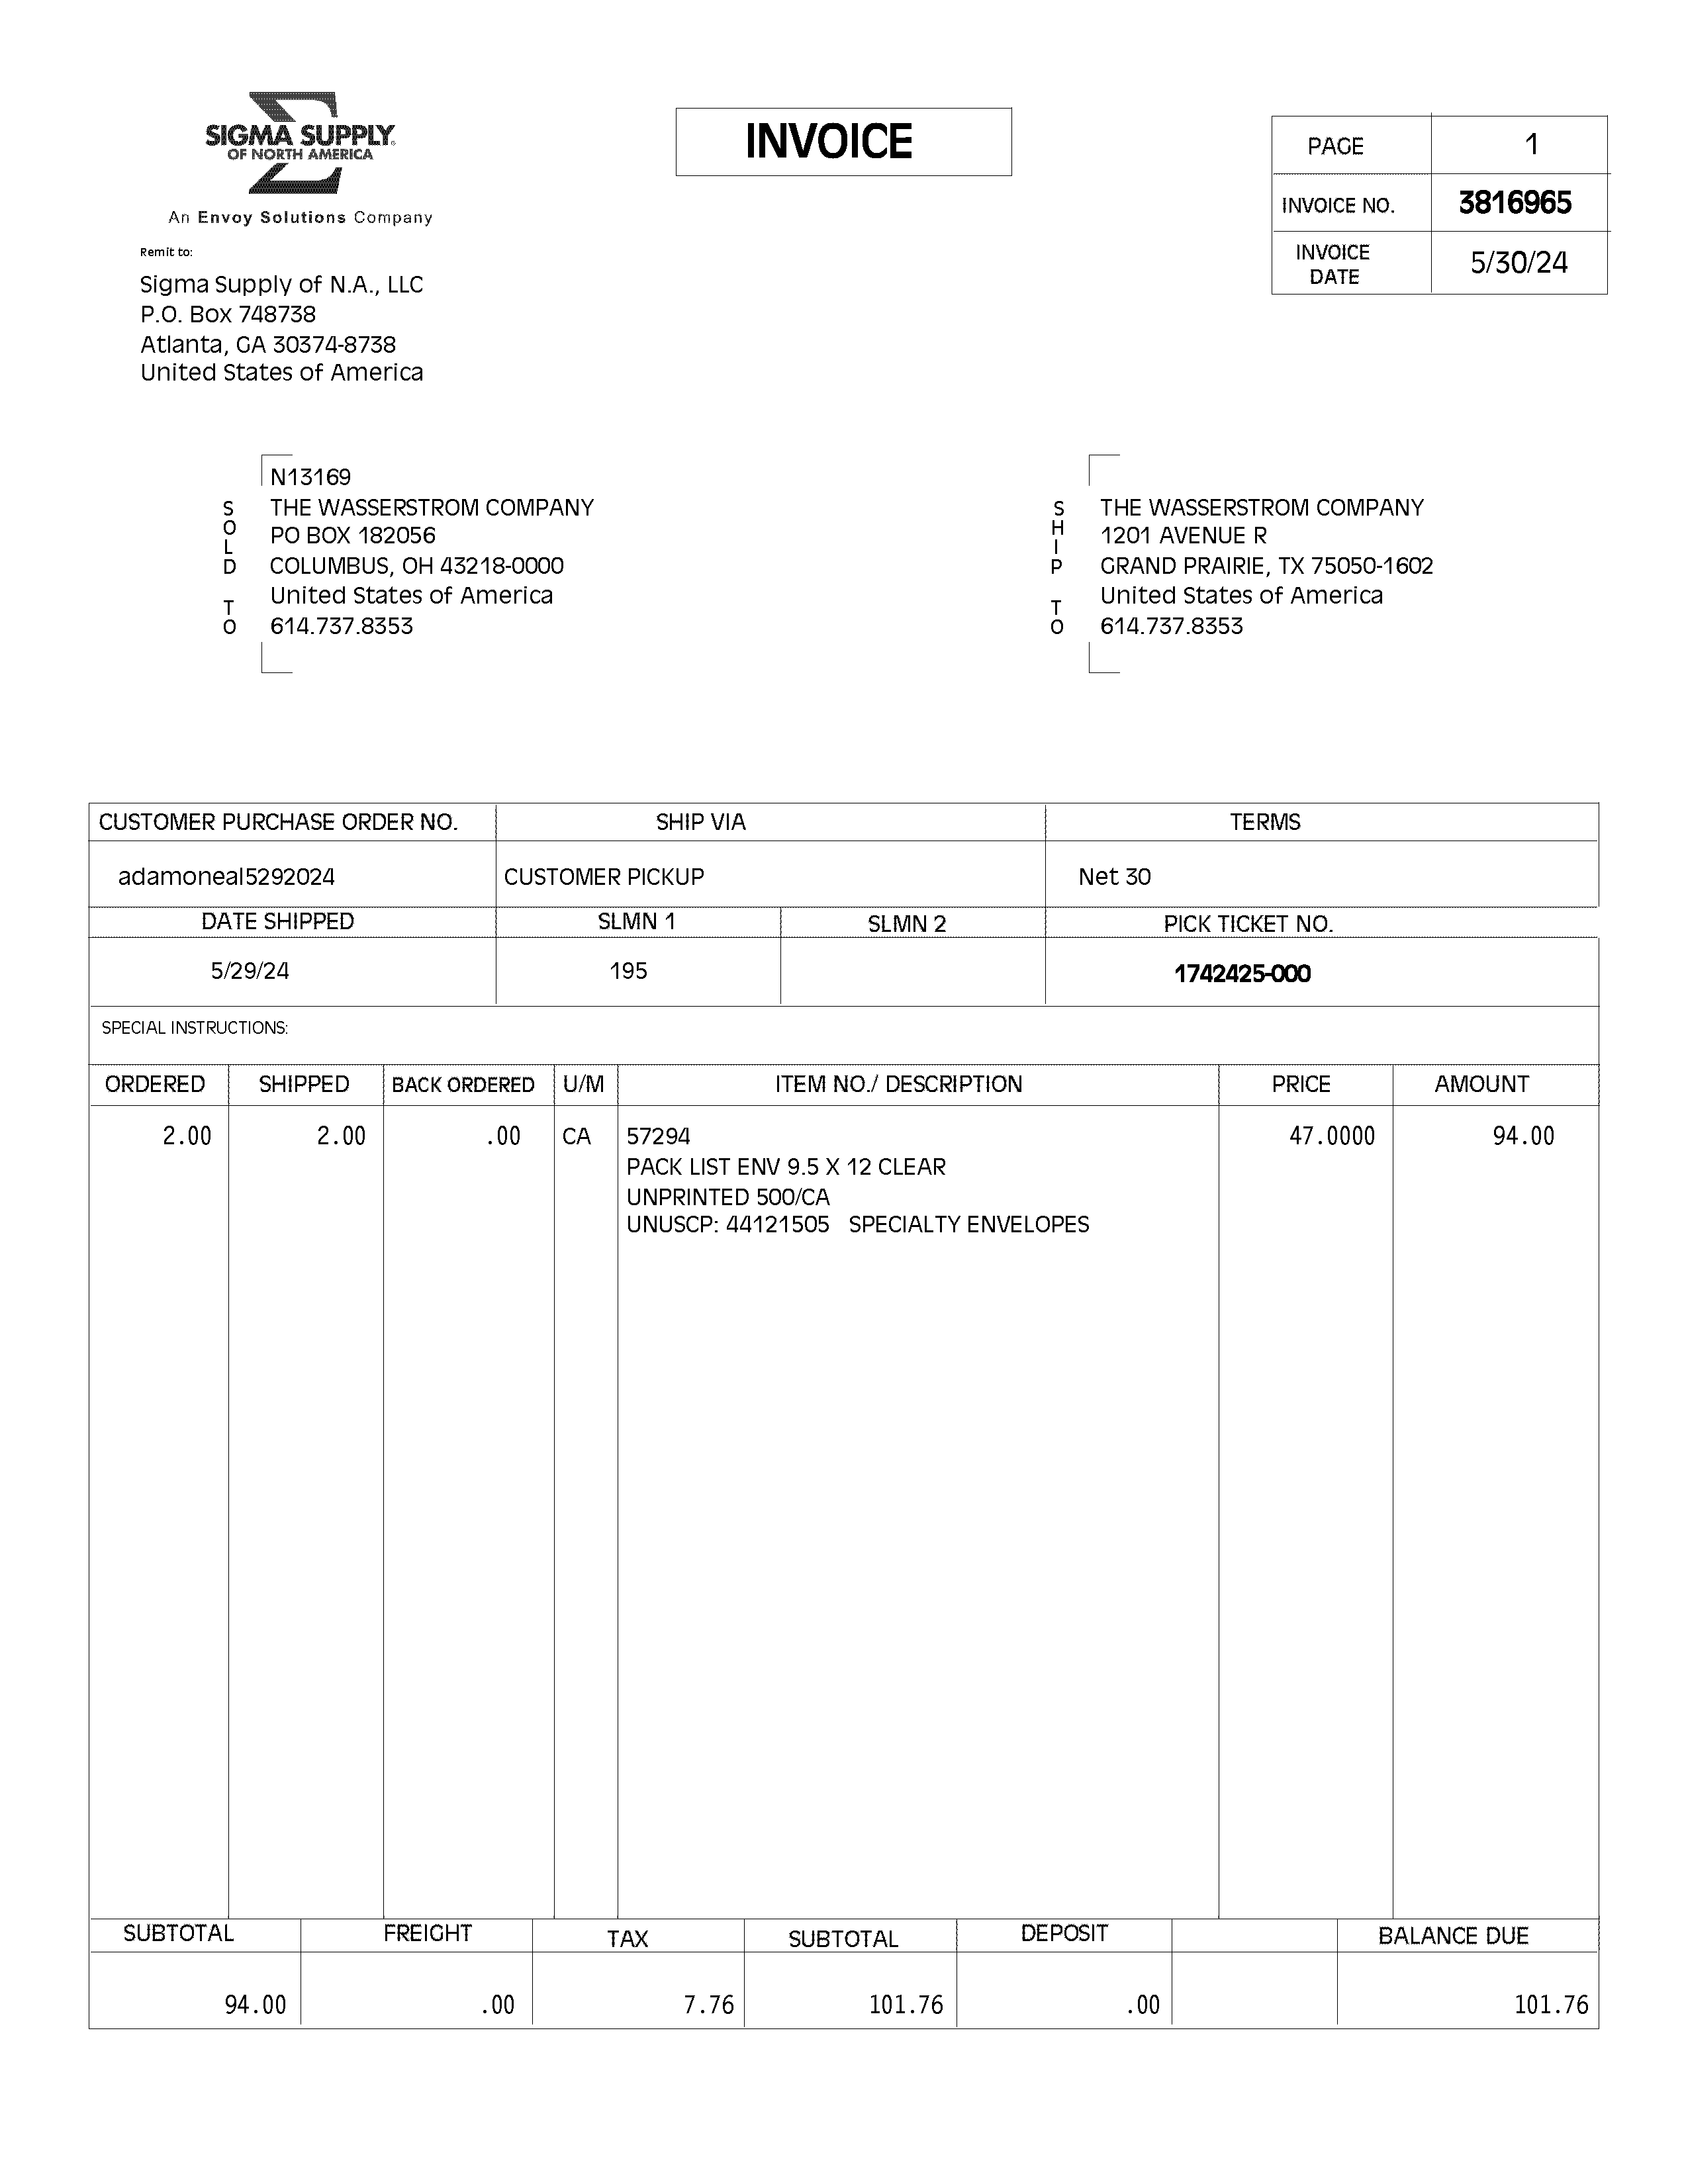 SIGMA SUPPLY
OF NORTH AMERICA
An Envoy Solutions Company
INVOICE
PAGE 1
INVOICE NO. 3816965
INVOICE DATE 5/30/24
Remit to:
Sigma Supply of N.A., LLC
P.O. Box 748738
Atlanta, GA 30374-8738
United States of America
SOLD TO
N13169
THE WASSERSTROM COMPANY
PO BOX 182056
COLUMBUS, OH 43218-0000
United States of America
614.737.8353
SHIP TO
THE WASSERSTROM COMPANY
1201 AVENUE R
GRAND PRAIRIE, TX 75050-1602
United States of America
614.737.8353
CUSTOMER PURCHASE ORDER NO. SHIP VIA TERMS
adamoneal5292024 CUSTOMER PICKUP Net 30
DATE SHIPPED SLMN 1 SLMN 2 PICK TICKET NO.
5/29/24 195 1742425-000
SPECIAL INSTRUCTIONS:
ORDERED SHIPPED BACK ORDERED U/M ITEM NO./ DESCRIPTION PRICE AMOUNT
2.00 2.00 .00 CA 57294 47.0000 94.00
PACK LIST ENV 9.5 X 12 CLEAR
UNPRINTED 500/CA
UNUSCP: 44121505 SPECIALTY ENVELOPES
SUBTOTAL FREIGHT TAX SUBTOTAL DEPOSIT BALANCE DUE
94.00 .00 7.76 101.76 .00 101.76